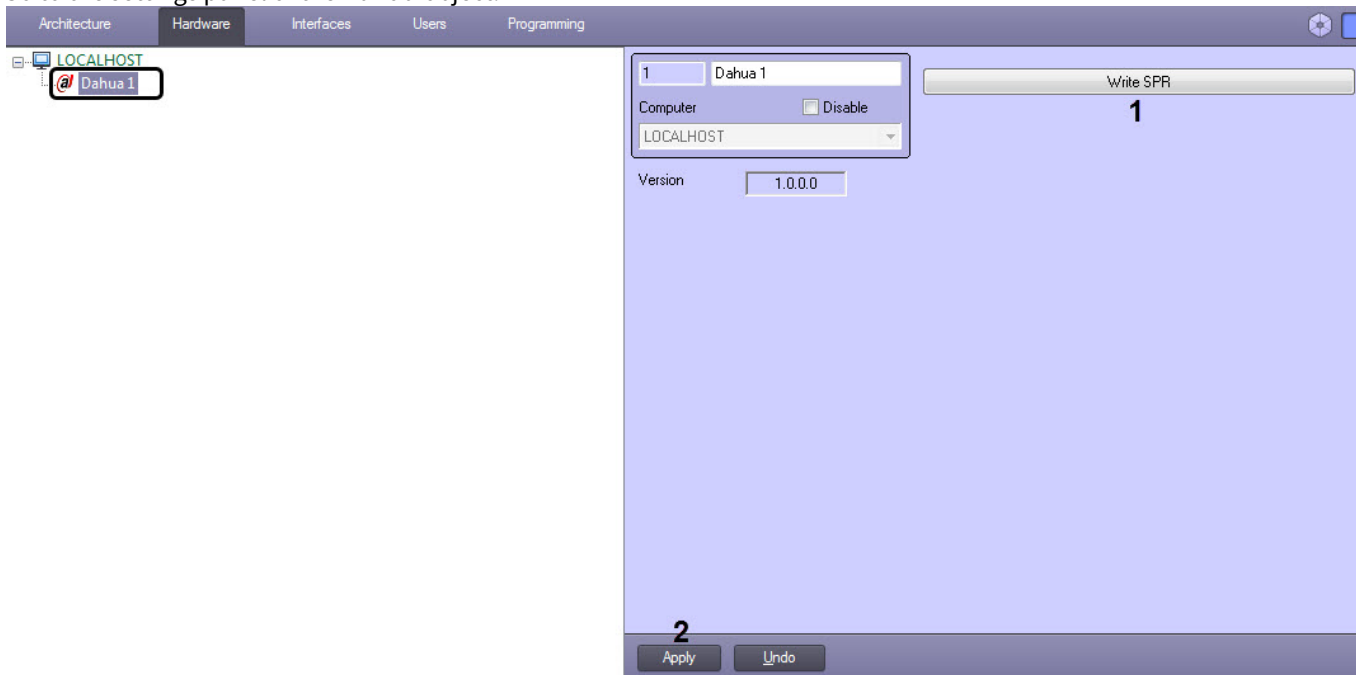 Architecture Hardware Interfaces Users Programming
LOCALHOST
Dahua 1
1 Dahua 1
Computer Disable
LOCALHOST
Version 1.0.0.0
Write SPR
1
2
Apply Undo